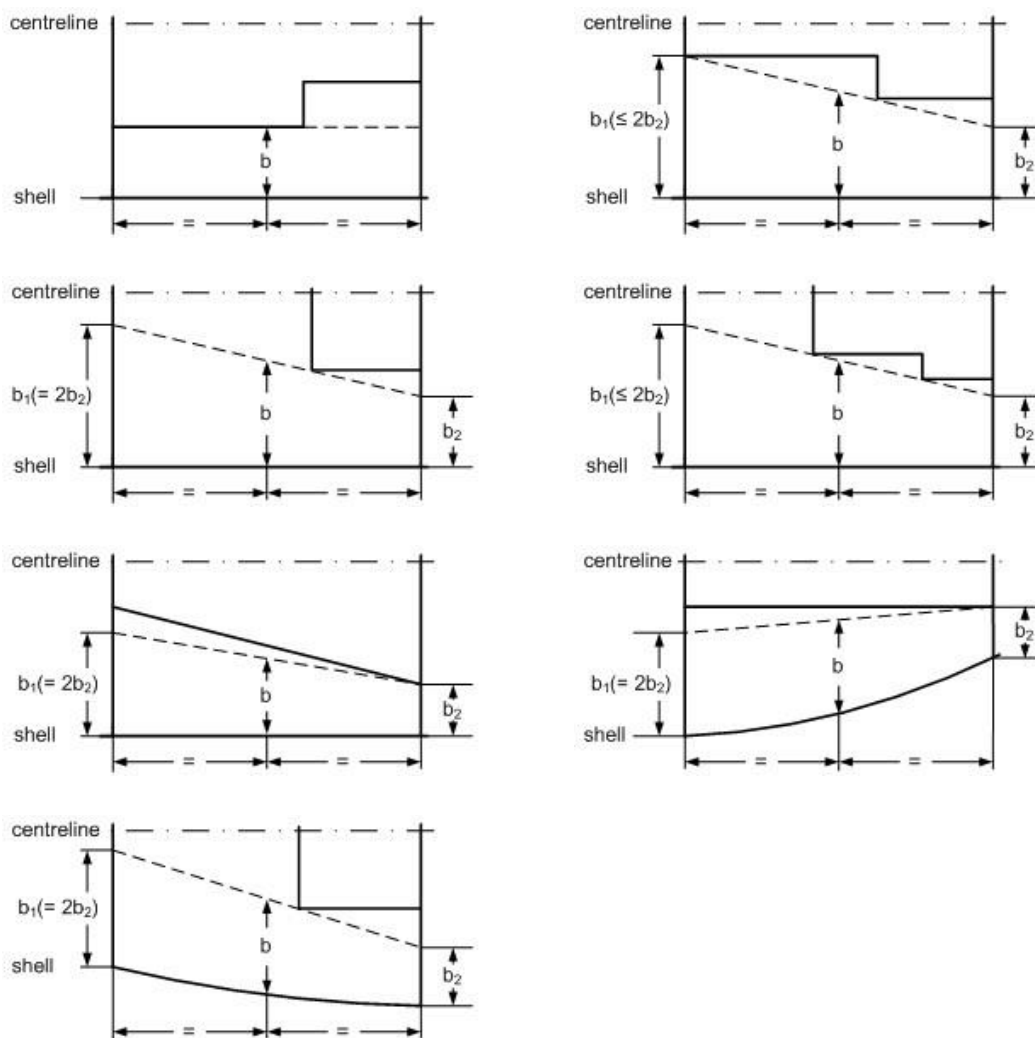 centreline
b
shell
= =
centreline
b₁(≤ 2b₂)
b
b₂
shell
= =
centreline
b₁(= 2b₂)
b
b₂
shell
= =
centreline
b₁(≤ 2b₂)
b
b₂
shell
= =
centreline
b₁(= 2b₂)
b
b₂
shell
= =
centreline
b₂
b₁(= 2b₂)
b
shell
= =
centreline
b₁(= 2b₂)
b
shell
b₂
= =